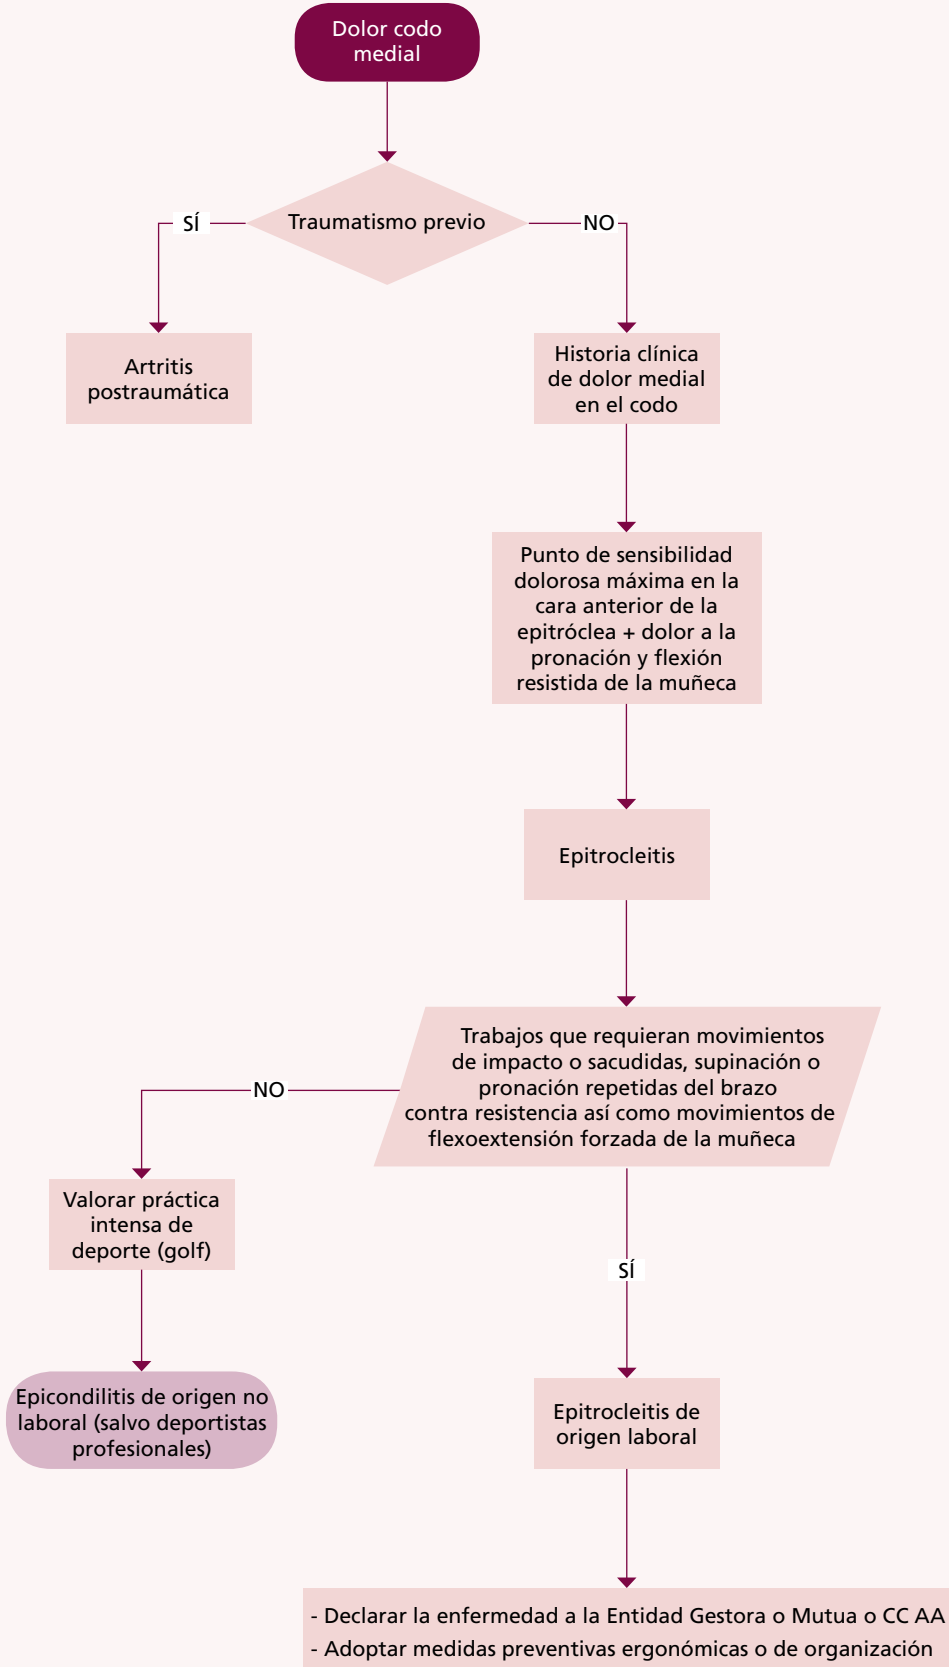 Dolor codo
medial
Traumatismo previo
SÍ
NO
Artritis
postraumática
Historia clínica
de dolor medial
en el codo
Punto de sensibilidad
dolorosa máxima en la
cara anterior de la
epitróclea + dolor a la
pronación y flexión
resistida de la muñeca
Epitrocleitis
Trabajos que requieran movimientos
de impacto o sacudidas, supinación o
pronación repetidas del brazo
contra resistencia así como movimientos de
flexoextensión forzada de la muñeca
NO
Valorar práctica
intensa de
deporte (golf)
SÍ
Epicondilitis de origen no
laboral (salvo deportistas
profesionales)
Epitrocleitis de
origen laboral
- Declarar la enfermedad a la Entidad Gestora o Mutua o CC AA
- Adoptar medidas preventivas ergonómicas o de organización